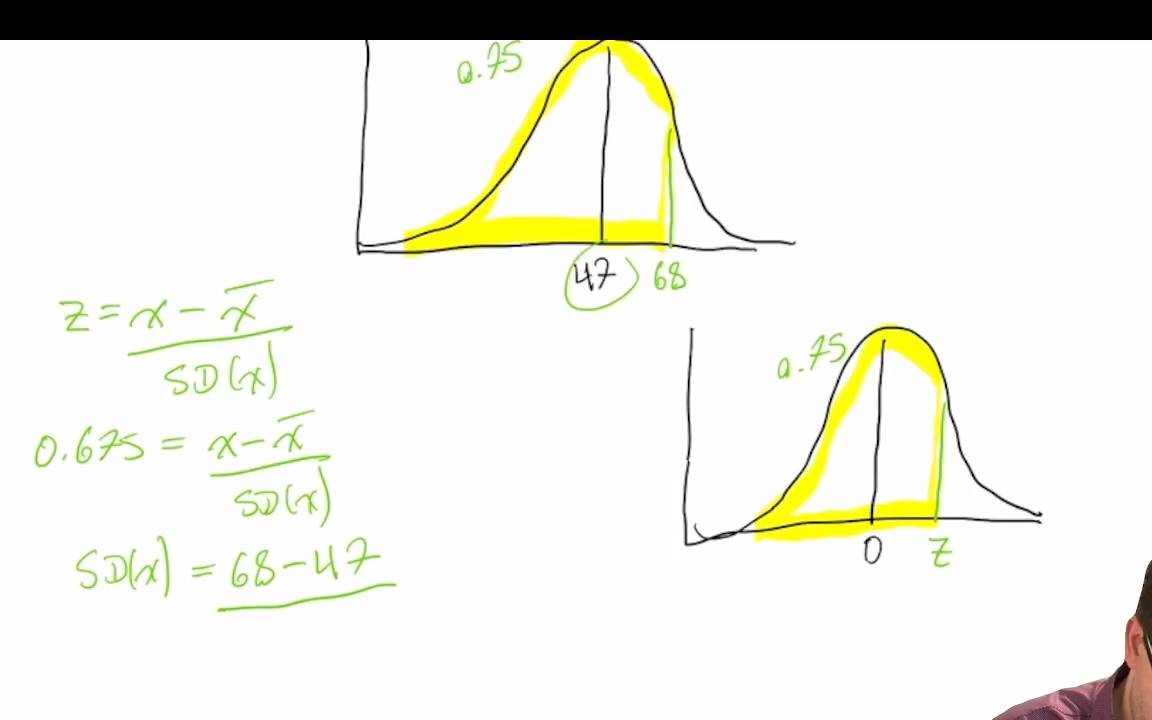 0.75
47 68
z = x - x̄
SD(x)
0.75
0.675 = x - x̄
SD(x)
0 z
SD(x) = 68 - 47